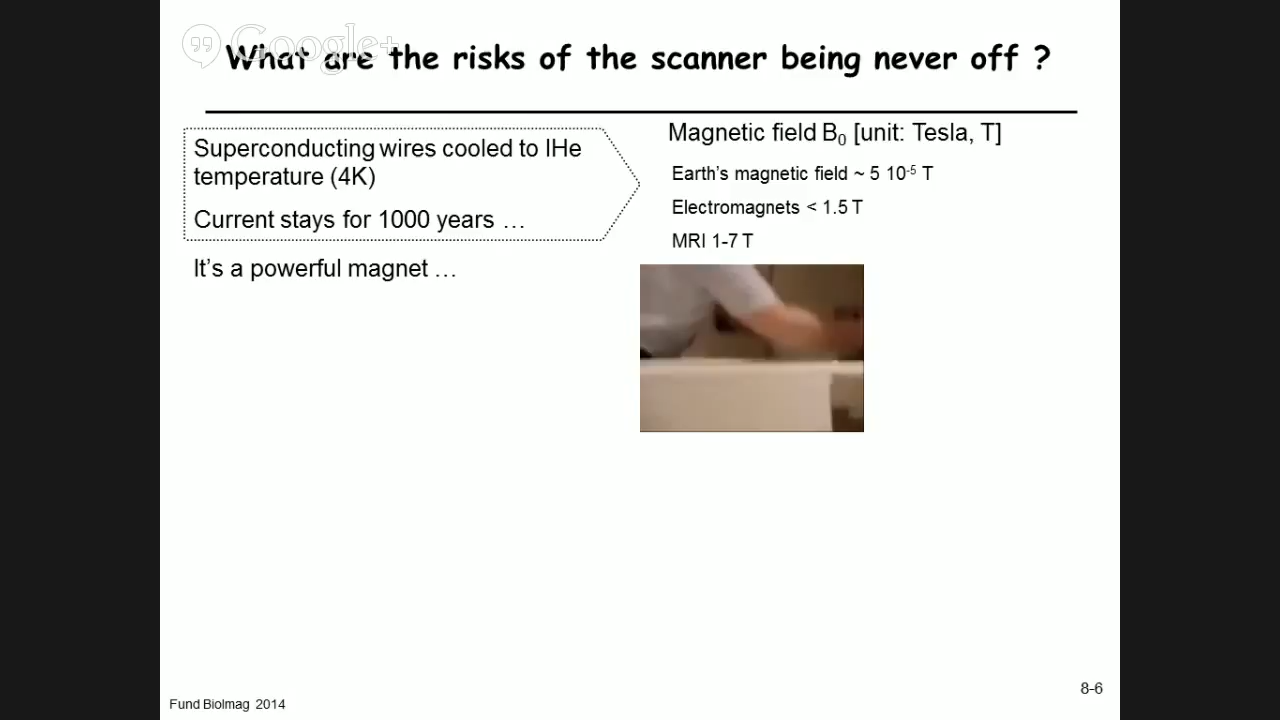 Google+
What are the risks of the scanner being never off ?
Superconducting wires cooled to lHe
temperature (4K)
Current stays for 1000 years …
It's a powerful magnet …
Magnetic field B₀ [unit: Tesla, T]
Earth's magnetic field ~ 5 10⁻⁵ T
Electromagnets < 1.5 T
MRI 1-7 T
8-6
Fund BioImag 2014